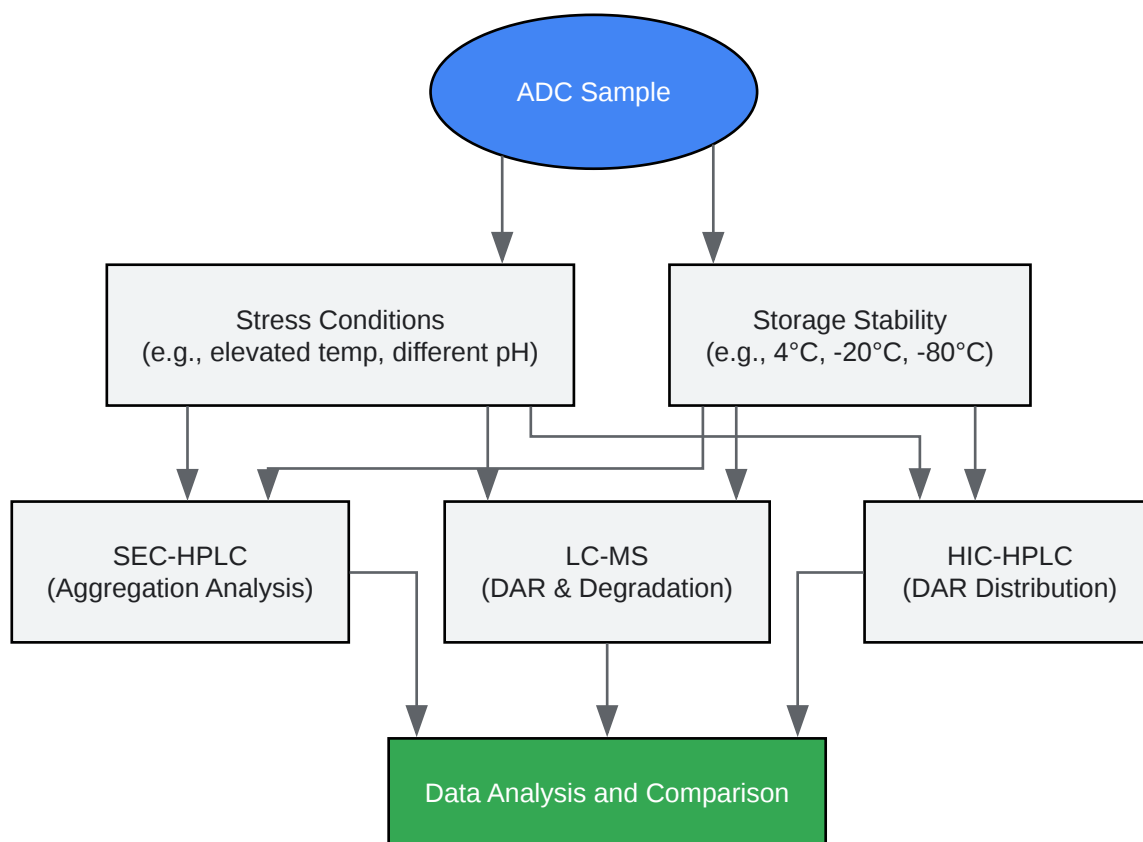 ADC Sample
Stress Conditions
(e.g., elevated temp, different pH)
Storage Stability
(e.g., 4°C, -20°C, -80°C)
SEC-HPLC
(Aggregation Analysis)
LC-MS
(DAR & Degradation)
HIC-HPLC
(DAR Distribution)
Data Analysis and Comparison